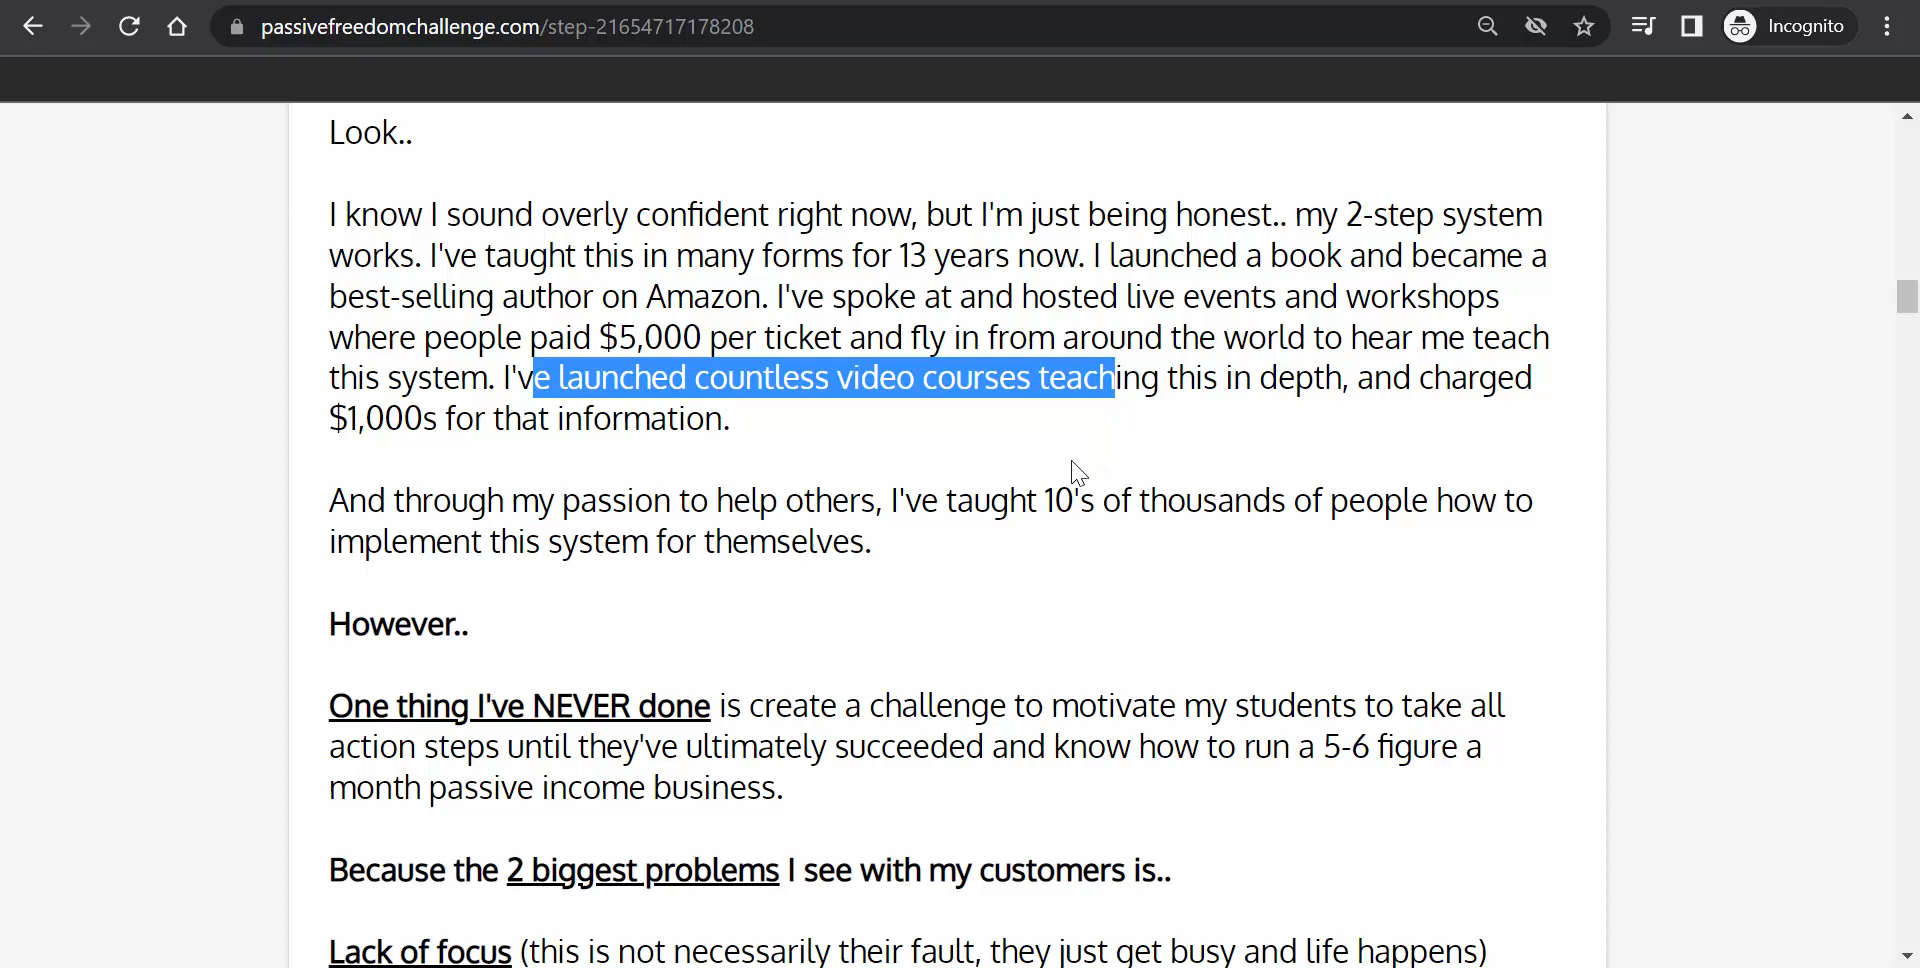 passivefreedomchallenge.com/step-21654717178208
Incognito
Look..
I know I sound overly confident right now, but I'm just being honest.. my 2-step system
works. I've taught this in many forms for 13 years now. I launched a book and became a
best-selling author on Amazon. I've spoke at and hosted live events and workshops
where people paid $5,000 per ticket and fly in from around the world to hear me teach
this system. I've launched countless video courses teaching this in depth, and charged
$1,000s for that information.
And through my passion to help others, I've taught 10's of thousands of people how to
implement this system for themselves.
However..
One thing I've NEVER done is create a challenge to motivate my students to take all
action steps until they've ultimately succeeded and know how to run a 5-6 figure a
month passive income business.
Because the 2 biggest problems I see with my customers is..
Lack of focus (this is not necessarily their fault, they just get busy and life happens)